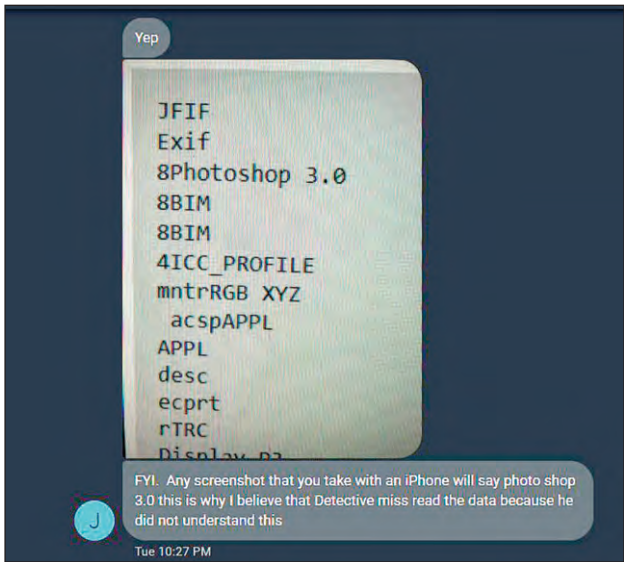 Yep
JFIF
Exif
8Photoshop 3.0
8BIM
8BIM
4ICC_PROFILE
mntrRGB XYZ
acspAPPL
APPL
desc
ecprt
rTRC
Display
FYI.  Any screenshot that you take with an iPhone will say photo shop
3.0 this is why I believe that Detective miss read the data because he
did not understand this
J
Tue 10:27 PM